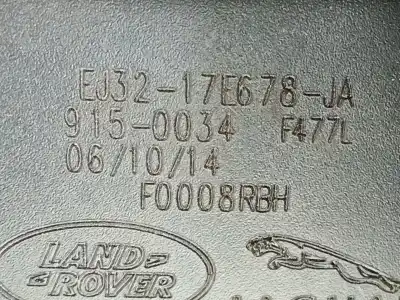 EJ32-17E678-JA
915-0034 F477L
06/10/14
F0008RBH
LAND
ROVER